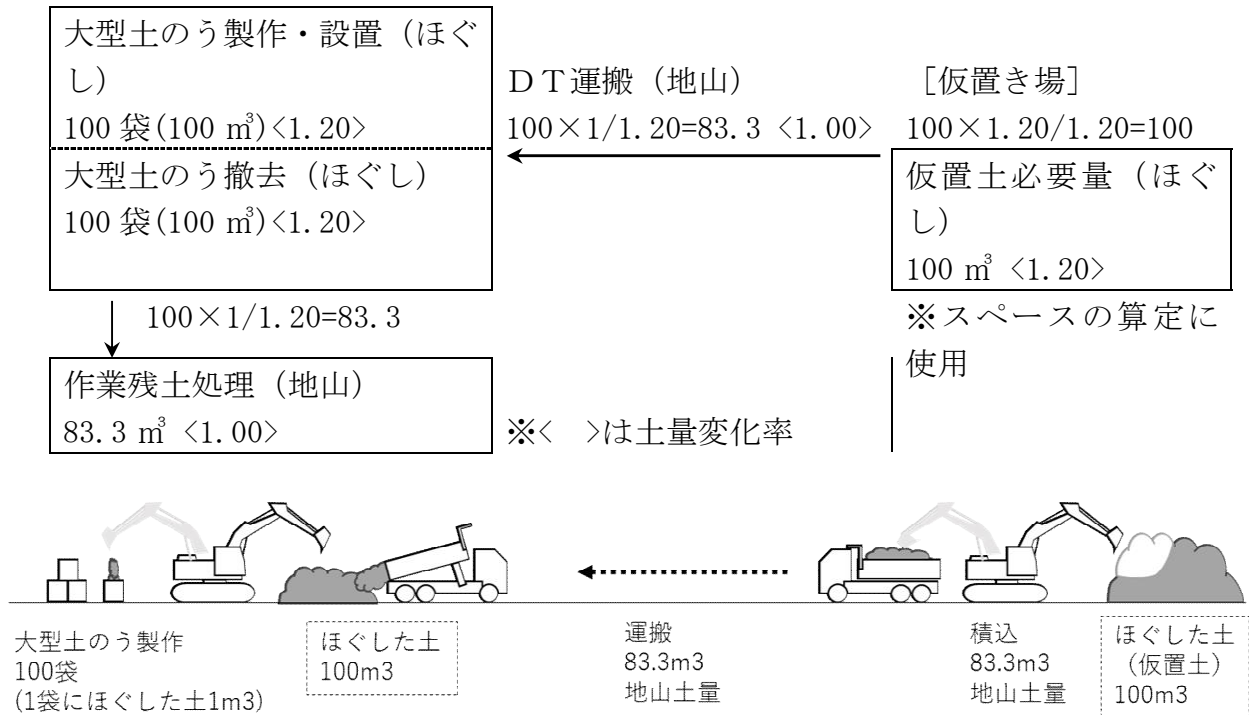 大型土のう製作・設置（ほぐ
し）
100 袋(100 ㎥)<1.20>
大型土のう撤去（ほぐし）
100 袋(100 ㎥)<1.20>
ＤＴ運搬（地山）
100×1/1.20=83.3 <1.00>
［仮置き場］
100×1.20/1.20=100
仮置土必要量（ほぐ
し）
100 ㎥ <1.20>
※スペースの算定に
使用
100×1/1.20=83.3
作業残土処理（地山）
83.3 ㎥ <1.00>
※<　>は土量変化率
大型土のう製作
100袋
(1袋にほぐした土1m3)
ほぐした土
100m3
運搬
83.3m3
地山土量
積込
83.3m3
地山土量
ほぐした土
（仮置土）
100m3